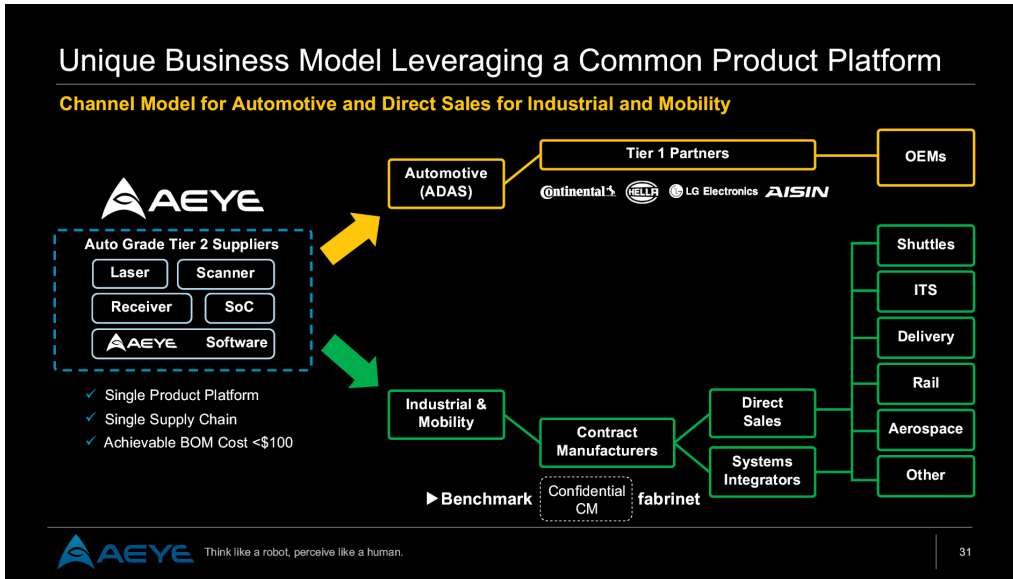 Unique Business Model Leveraging a Common Product Platform
Channel Model for Automotive and Direct Sales for Industrial and Mobility
AEYE
Auto Grade Tier 2 Suppliers
Laser
Scanner
Receiver
SoC
AEYE Software
✓ Single Product Platform
✓ Single Supply Chain
✓ Achievable BOM Cost <$100
Automotive
(ADAS)
Tier 1 Partners
Continental
HELLA
LG Electronics
AISIN
OEMs
Industrial &
Mobility
Contract
Manufacturers
Benchmark
Confidential
CM
fabrinet
Direct
Sales
Systems
Integrators
Shuttles
ITS
Delivery
Rail
Aerospace
Other
AEYE
Think like a robot, perceive like a human.
31